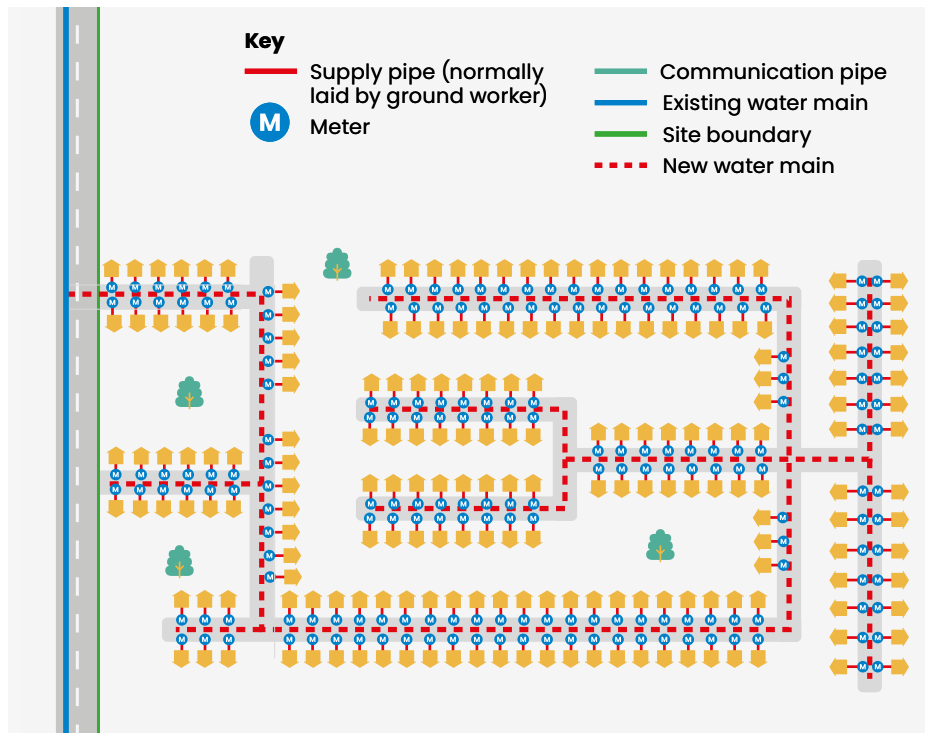 Key
Supply pipe (normally
laid by ground worker)
M
Meter
Communication pipe
Existing water main
Site boundary
New water main